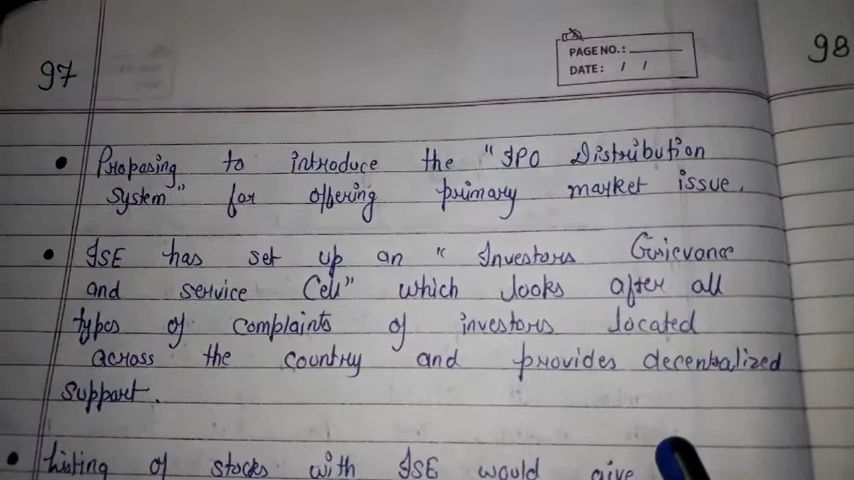 97
PAGE NO.:
DATE: / /
98
• Proposing to introduce the "IPO Distribution
system" for offering primary market issue.
• ISE has set up an "Investors Grievance
and service Cell" which looks after all
types of complaints of investors located
across the country and provides decentralized
support.
• Listing of stocks with ISE would give